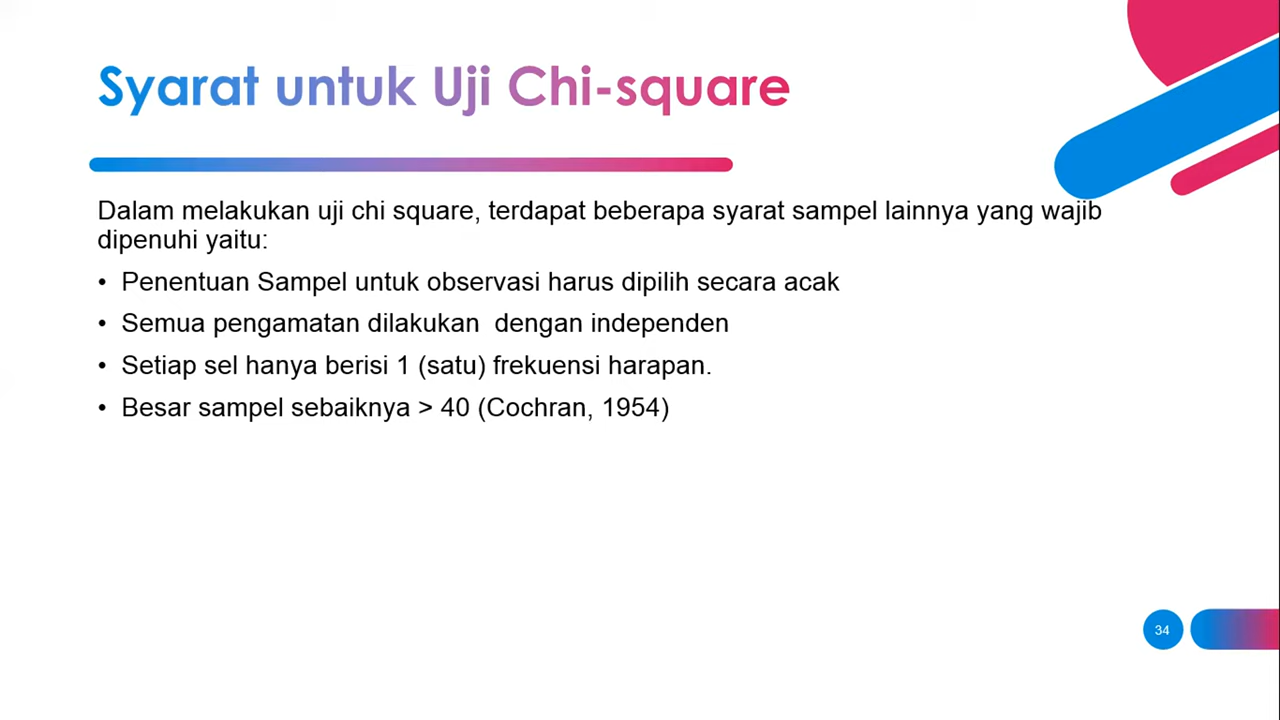 Syarat untuk Uji Chi-square
Dalam melakukan uji chi square, terdapat beberapa syarat sampel lainnya yang wajib
dipenuhi yaitu:
• Penentuan Sampel untuk observasi harus dipilih secara acak
• Semua pengamatan dilakukan  dengan independen
• Setiap sel hanya berisi 1 (satu) frekuensi harapan.
• Besar sampel sebaiknya > 40 (Cochran, 1954)
34